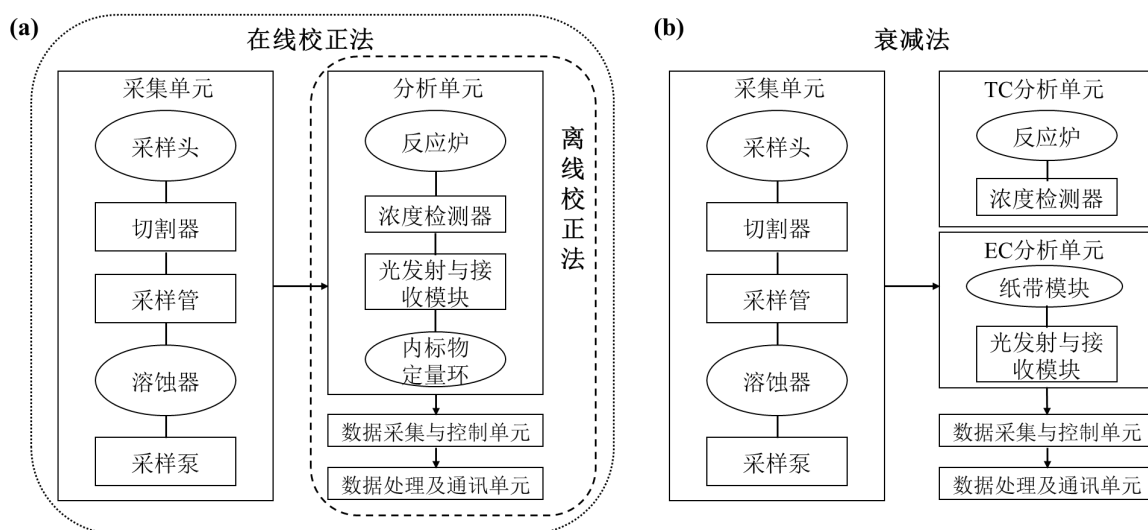 (a)
在线校正法
采集单元
采样头
切割器
采样管
溶蚀器
采样泵
分析单元
反应炉
浓度检测器
光发射与接
收模块
内标物
定量环
数据采集与控制单元
数据处理及通讯单元
离
线
校
正
法
(b)
衰减法
采集单元
采样头
切割器
采样管
溶蚀器
采样泵
TC分析单元
反应炉
浓度检测器
EC分析单元
纸带模块
光发射与接
收模块
数据采集与控制单元
数据处理及通讯单元